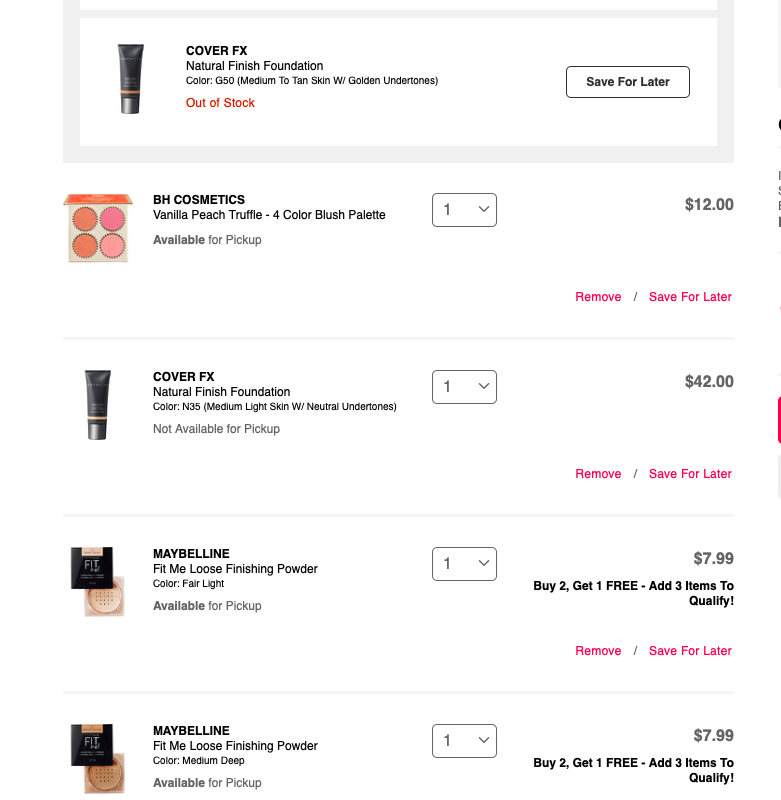 COVER FX
Natural Finish Foundation
Color: G50 (Medium To Tan Skin W/ Golden Undertones)
Out of Stock
Save For Later
BH COSMETICS
Vanilla Peach Truffle - 4 Color Blush Palette
Available for Pickup
1
$12.00
Remove / Save For Later
COVER FX
Natural Finish Foundation
Color: N35 (Medium Light Skin W/ Neutral Undertones)
Not Available for Pickup
1
$42.00
Remove / Save For Later
FIT
MAYBELLINE
Fit Me Loose Finishing Powder
Color: Fair Light
Available for Pickup
1
$7.99
Buy 2, Get 1 FREE - Add 3 Items To
Qualify!
Remove / Save For Later
FIT
MAYBELLINE
Fit Me Loose Finishing Powder
Color: Medium Deep
Available for Pickup
1
$7.99
Buy 2, Get 1 FREE - Add 3 Items To
Qualify!